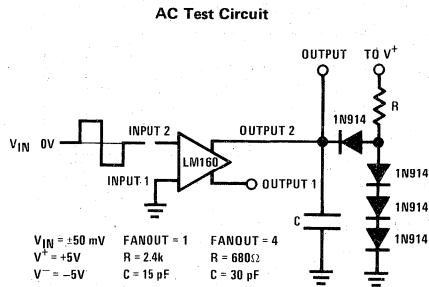 AC Test Circuit
OUTPUT TO V+
R
1N914
INPUT 2 OUTPUT 2
VIN 0V
LM160
1N914
INPUT 1 OUTPUT 1
1N914
C
1N914
VIN = ±50 mV FANOUT = 1 FANOUT = 4
V+ = +5V R = 2.4k R = 680Ω
V− = −5V C = 15 pF C = 30 pF